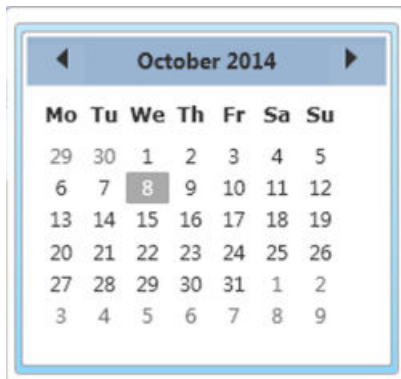 October 2014
Mo Tu We Th Fr Sa Su
29 30 1 2 3 4 5
6 7 8 9 10 11 12
13 14 15 16 17 18 19
20 21 22 23 24 25 26
27 28 29 30 31 1 2
3 4 5 6 7 8 9